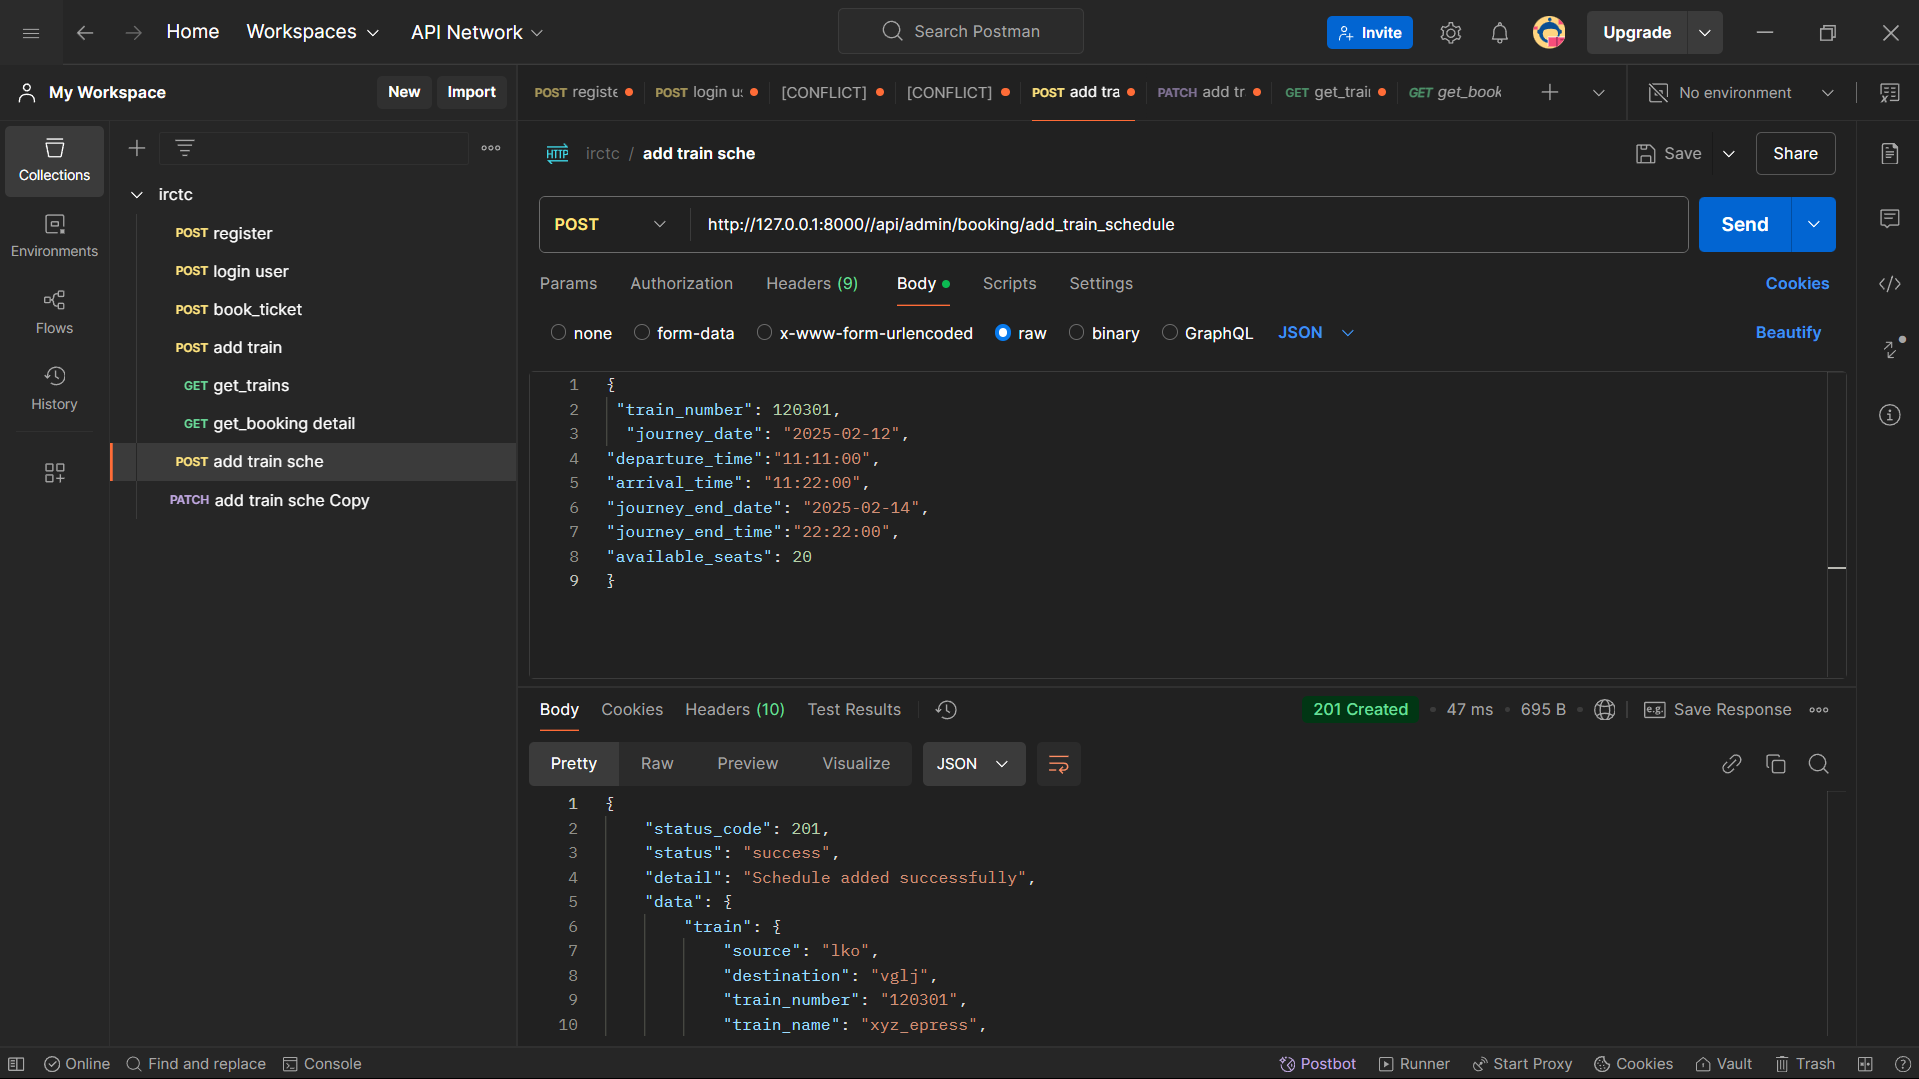 Home
Workspaces
API Network
Search Postman
Invite
Upgrade
My Workspace
New
Import
POST registe
POST login us
[CONFLICT]
[CONFLICT]
POST add tra
PATCH add tr
GET get_trai
GET get_book
No environment
Collections
Environments
Flows
History
irctc
POST register
POST login user
POST book_ticket
POST add train
GET get_trains
GET get_booking detail
POST add train sche
PATCH add train sche Copy
HTTP irctc / add train sche
Save
Share
POST
http://127.0.0.1:8000//api/admin/booking/add_train_schedule
Send
Params
Authorization
Headers (9)
Body
Scripts
Settings
Cookies
none
form-data
x-www-form-urlencoded
raw
binary
GraphQL
JSON
Beautify
1 {
2 "train_number": 120301,
3 "journey_date": "2025-02-12",
4 "departure_time":"11:11:00",
5 "arrival_time": "11:22:00",
6 "journey_end_date": "2025-02-14",
7 "journey_end_time":"22:22:00",
8 "available_seats": 20
9 }
Body
Cookies
Headers (10)
Test Results
201 Created
47 ms
695 B
e.g. Save Response
Pretty
Raw
Preview
Visualize
JSON
1 {
2 "status_code": 201,
3 "status": "success",
4 "detail": "Schedule added successfully",
5 "data": {
6 "train": {
7 "source": "lko",
8 "destination": "vglj",
9 "train_number": "120301",
10 "train_name": "xyz_epress",
Online
Find and replace
Console
Postbot
Runner
Start Proxy
Cookies
Vault
Trash